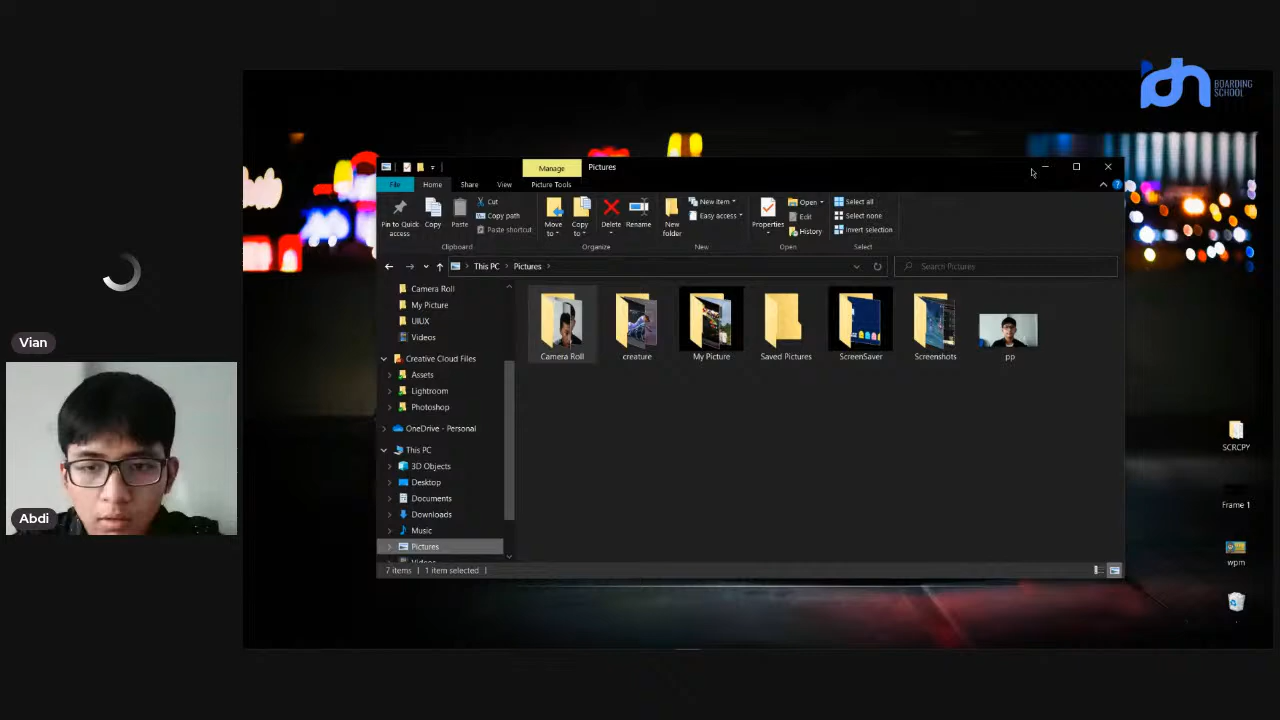 IDN
BOARDING
SCHOOL
Manage
Pictures
File
Home
Share
View
Picture Tools
Pin to Quick
access
Copy
Paste
Cut
Copy path
Paste shortcut
Clipboard
Move
to
Copy
to
Delete
Rename
Organize
New
folder
New item
Easy access
New
Properties
Open
Edit
History
Open
Select all
Select none
Invert selection
Select
This PC
Pictures
Search Pictures
Camera Roll
My Picture
UIUX
Videos
Creative Cloud Files
Assets
Lightroom
Photoshop
OneDrive - Personal
This PC
3D Objects
Desktop
Documents
Downloads
Music
Pictures
Videos
Camera Roll
creature
My Picture
Saved Pictures
ScreenSaver
Screenshots
pp
7 items
1 item selected
SCRCPY
Frame 1
wpm
Vian
Abdi